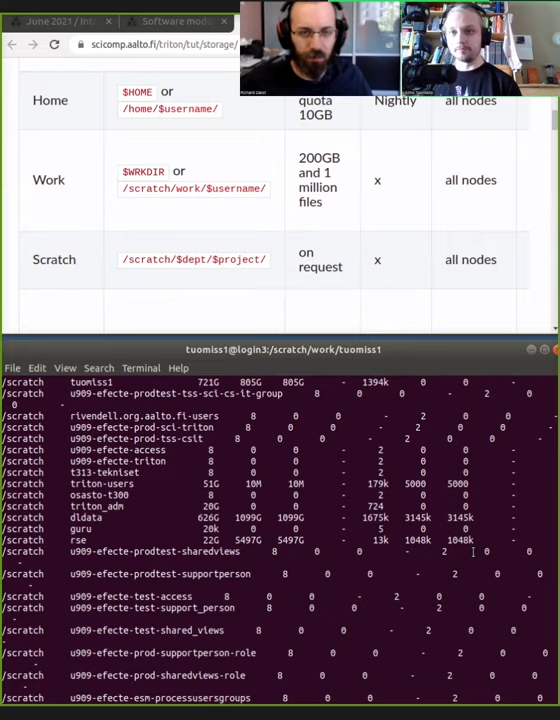 June 2021 / Int
Software modu
scicomp.aalto.fi/triton/tut/storage/
Home
$HOME or
/home/$username/
quota
10GB
Nightly
all nodes
Work
$WRKDIR or
/scratch/work/$username/
200GB
and 1
million
files
x
all nodes
Scratch
/scratch/$dept/$project/
on
request
x
all nodes
tuomiss1@login3:/scratch/work/tuomiss1
File Edit View Search Terminal Help
/scratch tuomiss1 721G 805G 805G - 1394k 0 0 -
/scratch u909-efecte-prodtest-tss-sci-cs-it-group 8 0 0 - 2 0
0 -
/scratch rivendell.org.aalto.fi-users 8 0 0 - 2 0 0 -
/scratch u909-efecte-prod-sci-triton 8 0 0 - 2 0 0
/scratch u909-efecte-prod-tss-csit 8 0 0 - 2 0 0
/scratch u909-efecte-access 8 0 0 - 2 0 0 -
/scratch u909-efecte-triton 8 0 0 - 2 0 0 -
/scratch t313-tekniset 8 0 0 - 2 0 0 -
/scratch triton-users 51G 10M 10M - 179k 5000 5000 -
/scratch osasto-t300 8 0 0 - 2 0 0 -
/scratch triton_adm 20G 0 0 - 724 0 0 -
/scratch dldata 626G 1099G 1099G - 1675k 3145k 3145k -
/scratch guru 20k 0 0 - 5 0 0 -
/scratch rse 22G 5497G 5497G - 13k 1048k 1048k -
/scratch u909-efecte-prodtest-sharedviews 8 0 0 - 2 0 0
-
/scratch u909-efecte-prodtest-supportperson 8 0 0 - 2 0 0
-
/scratch u909-efecte-test-access 8 0 0 - 2 0 0 -
/scratch u909-efecte-test-support_person 8 0 0 - 2 0 0
-
/scratch u909-efecte-test-shared_views 8 0 0 - 2 0 0
-
/scratch u909-efecte-prod-supportperson-role 8 0 0 - 2 0 0
-
/scratch u909-efecte-prod-sharedviews-role 8 0 0 - 2 0 0
-
/scratch u909-efecte-esm-processusersgroups 8 0 0 - 2 0 0